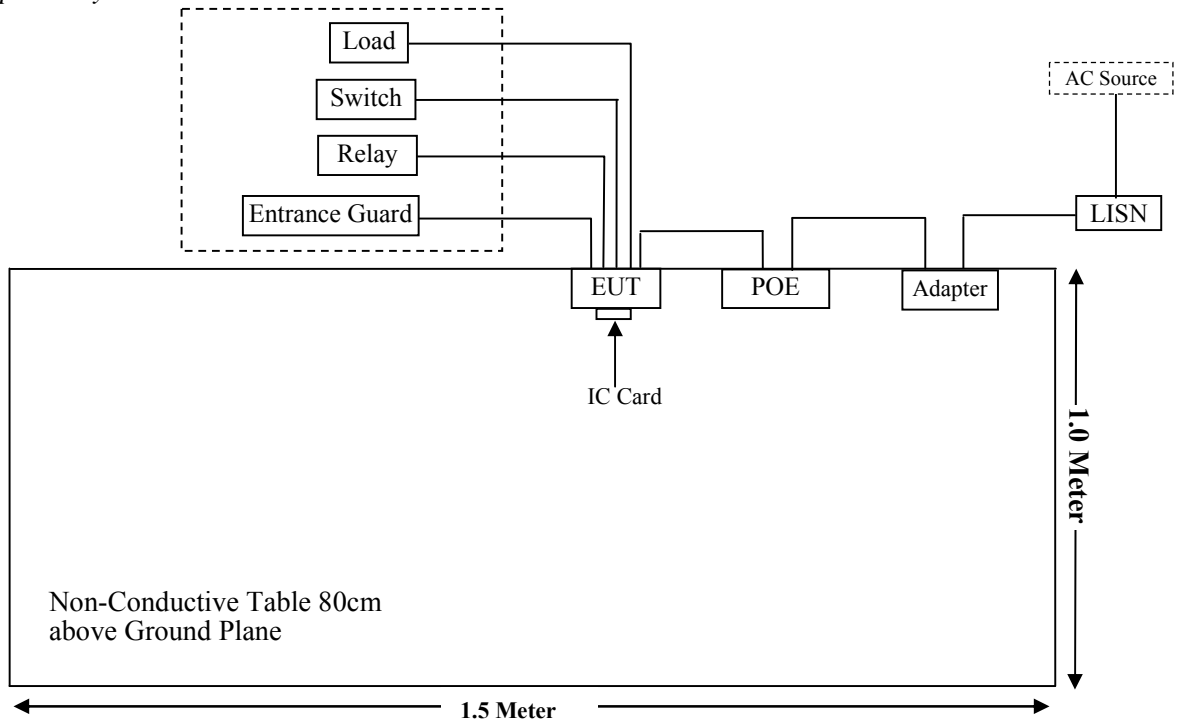 Load
Switch
Relay
Entrance Guard
AC Source
LISN
EUT
POE
Adapter
IC Card
1.0 Meter
Non-Conductive Table 80cm
above Ground Plane
1.5 Meter